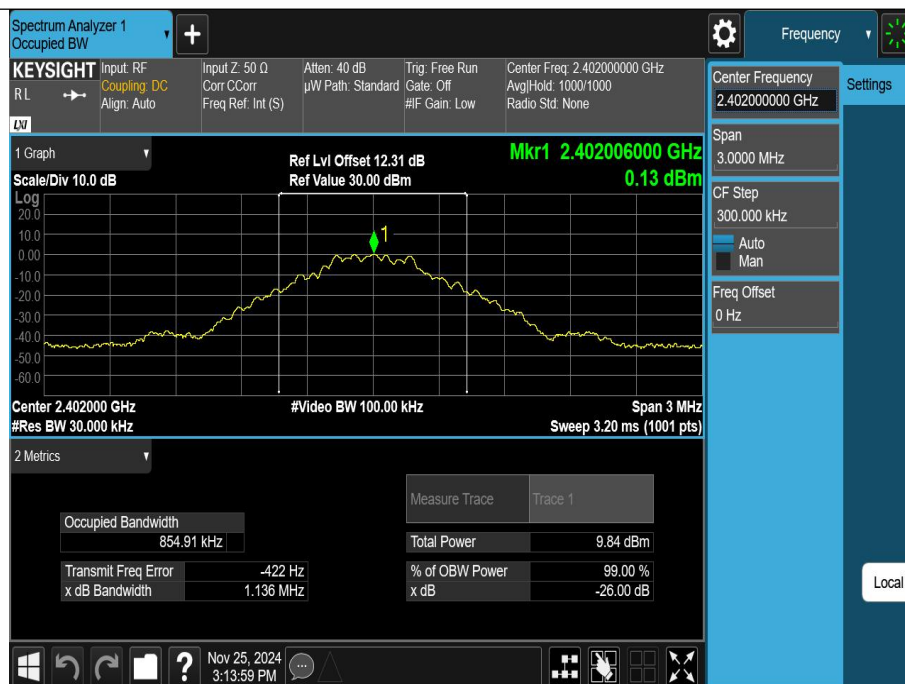 Spectrum Analyzer 1
Occupied BW
+
Frequency
KEYSIGHT
RL
LXI
Input: RF
Coupling: DC
Align: Auto
Input Z: 50 Ω
Corr CCorr
Freq Ref: Int (S)
Atten: 40 dB
µW Path: Standard
Trig: Free Run
Gate: Off
#IF Gain: Low
Center Freq: 2.402000000 GHz
Avg|Hold: 1000/1000
Radio Std: None
Center Frequency
2.402000000 GHz
Settings
Span
3.0000 MHz
CF Step
300.000 kHz
Auto
Man
Freq Offset
0 Hz
Local
1 Graph
Scale/Div 10.0 dB
Ref Lvl Offset 12.31 dB
Ref Value 30.00 dBm
Mkr1 2.402006000 GHz
0.13 dBm
Log
20.0
10.0
0.00
-10.0
-20.0
-30.0
-40.0
-50.0
-60.0
1
Center 2.402000 GHz
#Res BW 30.000 kHz
#Video BW 100.00 kHz
Span 3 MHz
Sweep 3.20 ms (1001 pts)
2 Metrics
Measure Trace Trace 1
Occupied Bandwidth
854.91 kHz
Total Power 9.84 dBm
Transmit Freq Error -422 Hz
% of OBW Power 99.00 %
x dB Bandwidth 1.136 MHz
x dB -26.00 dB
?
Nov 25, 2024
3:13:59 PM